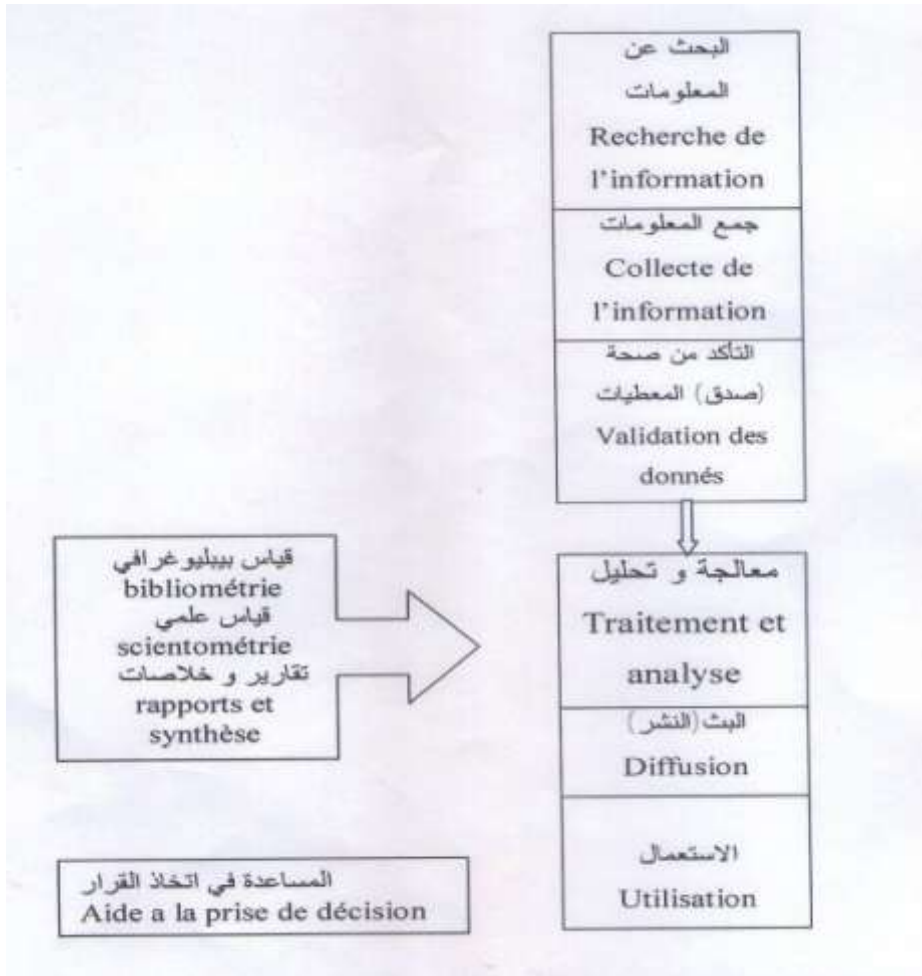 البحث عن
المعلومات
Recherche de
l'information
جمع المعلومات
Collecte de
l'information
التأكد من صحة
(صدق) المعطيات
Validation des
donnés
قياس بيبليوغرافي
bibliométrie
قياس علمي
scientométrie
تقارير و خلاصات
rapports et
synthèse
معالجة و تحليل
Traitement et
analyse
البث(النشر)
Diffusion
الاستعمال
Utilisation
المساعدة في اتخاذ القرار
Aide a la prise de décision